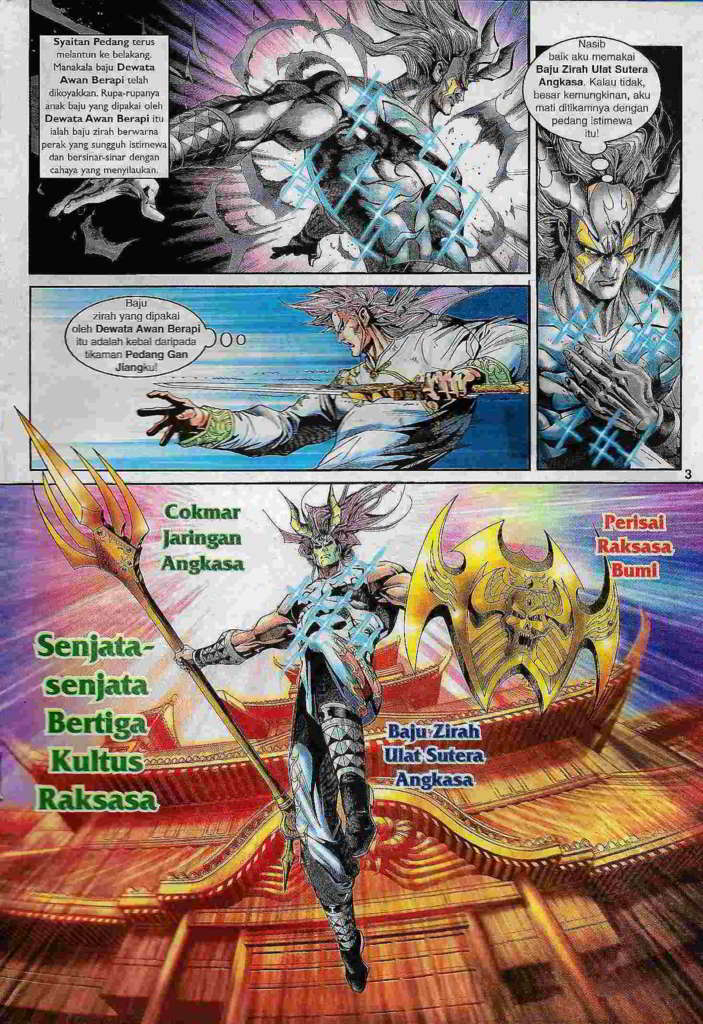 Syaitan Pedang terus
melantun ke belakang.
Manakala baju Dewata
Awan Berapi telah
dikoyakkan. Rupa-rupanya
anak baju yang dipakai oleh
Dewata Awan Berapi itu
ialah baju zirah berwarna
perak yang sungguh istimewa
dan bersinar-sinar dengan
cahaya yang menyilaukan.
Nasib
baik aku memakai
Baju Zirah Ulat Sutera
Angkasa. Kalau tidak,
besar kemungkinan, aku
mati ditikamnya dengan
pedang istimewa
itu!
Baju
zirah yang dipakai
oleh Dewata Awan Berapi
itu adalah kebal daripada
tikaman Pedang Gan
Jiangku!
3
Cokmar
Jaringan
Angkasa
Perisai
Raksasa
Bumi
Senjata-
senjata
Bertiga
Kultus
Raksasa
Baju Zirah
Ulat Sutera
Angkasa